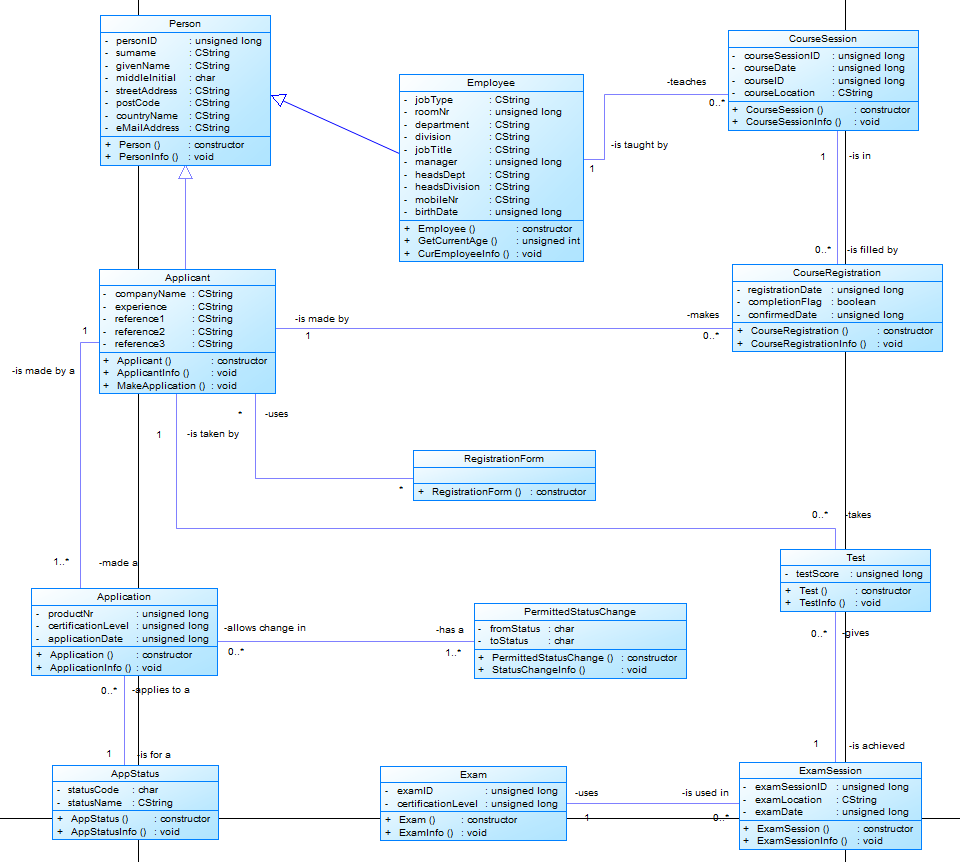 Person
- personID : unsigned long
- surname : CString
- givenName : CString
- middleInitial : char
- streetAddress : CString
- postCode : CString
- countryName : CString
- eMailAddress : CString
+ Person () : constructor
+ PersonInfo () : void
Employee
- jobType : CString
- roomNr : unsigned long
- department : CString
- division : CString
- jobTitle : CString
- manager : unsigned long
- headsDept : CString
- headsDivision : CString
- mobileNr : CString
- birthDate : unsigned long
+ Employee () : constructor
+ GetCurrentAge () : unsigned int
+ CurEmployeeInfo () : void
-teaches
0..*
-is taught by
1
CourseSession
- courseSessionID : unsigned long
- courseDate : unsigned long
- courseID : unsigned long
- courseLocation : CString
+ CourseSession () : constructor
+ CourseSessionInfo () : void
1
-is in
0..*
-is filled by
Applicant
- companyName : CString
- experience : CString
- reference1 : CString
- reference2 : CString
- reference3 : CString
+ Applicant () : constructor
+ ApplicantInfo () : void
+ MakeApplication () : void
-is made by
1
-makes
0..*
CourseRegistration
- registrationDate : unsigned long
- completionFlag : boolean
- confirmedDate : unsigned long
+ CourseRegistration () : constructor
+ CourseRegistrationInfo () : void
1
-is made by a
*
-uses
1
-is taken by
RegistrationForm
+ RegistrationForm () : constructor
*
0..*
-takes
1..*
-made a
Test
- testScore : unsigned long
+ Test () : constructor
+ TestInfo () : void
Application
- productNr : unsigned long
- certificationLevel : unsigned long
- applicationDate : unsigned long
+ Application () : constructor
+ ApplicationInfo () : void
-allows change in
0..*
-has a
1..*
PermittedStatusChange
- fromStatus : char
- toStatus : char
+ PermittedStatusChange () : constructor
+ StatusChangeInfo () : void
0..*
-gives
0..*
-applies to a
1
-is for a
1
-is achieved
AppStatus
- statusCode : char
- statusName : CString
+ AppStatus () : constructor
+ AppStatusInfo () : void
Exam
- examID : unsigned long
- certificationLevel : unsigned long
+ Exam () : constructor
+ ExamInfo () : void
-uses
1
-is used in
0..*
ExamSession
- examSessionID : unsigned long
- examLocation : CString
- examDate : unsigned long
+ ExamSession () : constructor
+ ExamSessionInfo () : void